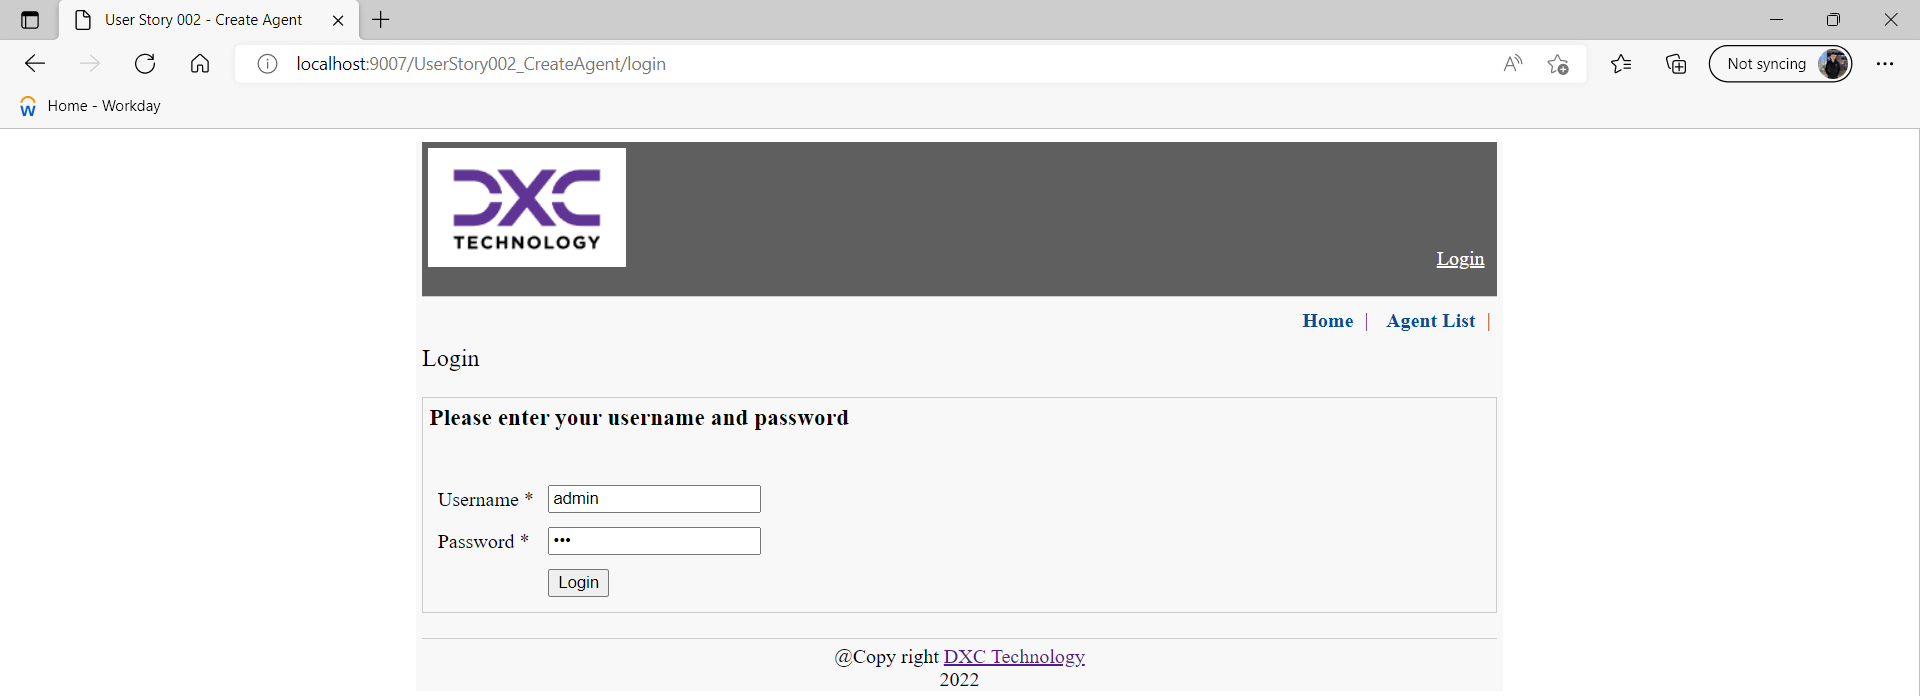 User Story 002 - Create Agent
localhost:9007/UserStory002_CreateAgent/login
Not syncing
Home - Workday
DXC
TECHNOLOGY
Login
Home | Agent List |
Login
Please enter your username and password
Username * admin
Password * •••
Login
@Copy right DXC Technology
2022